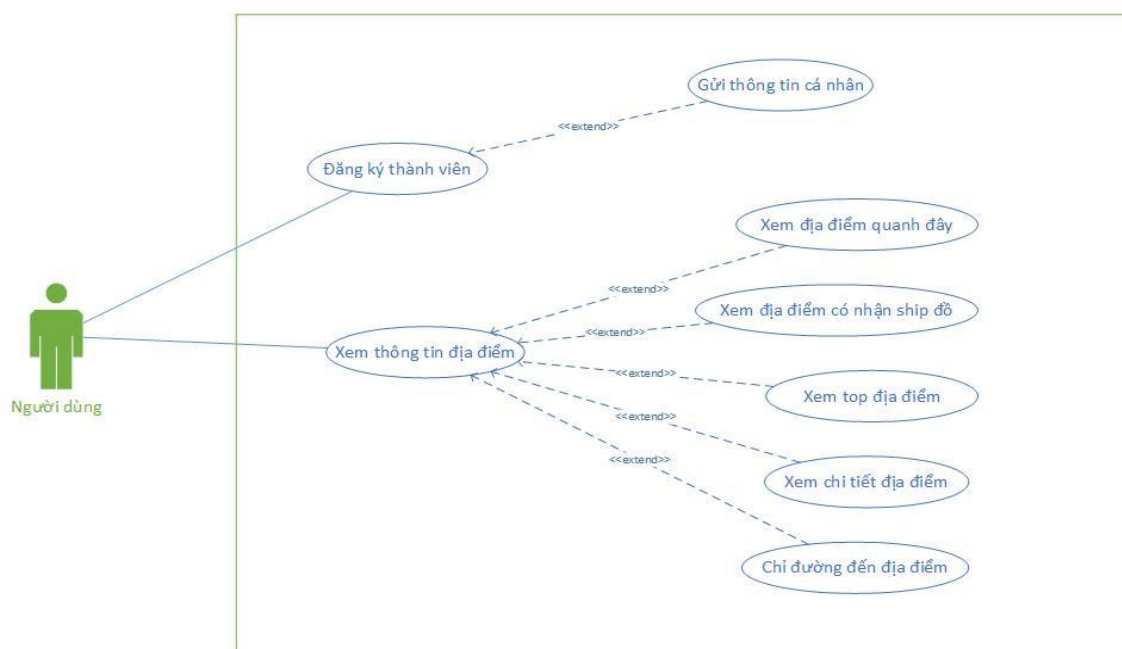 Gửi thông tin cá nhân
<<extend>>
Đăng ký thành viên
Xem địa điểm quanh đây
<<extend>>
Xem địa điểm có nhận ship đồ
<<extend>>
Xem thông tin địa điểm
<<extend>>
Xem top địa điểm
Người dùng
<<extend>>
<<extend>>
Xem chi tiết địa điểm
Chỉ đường đến địa điểm